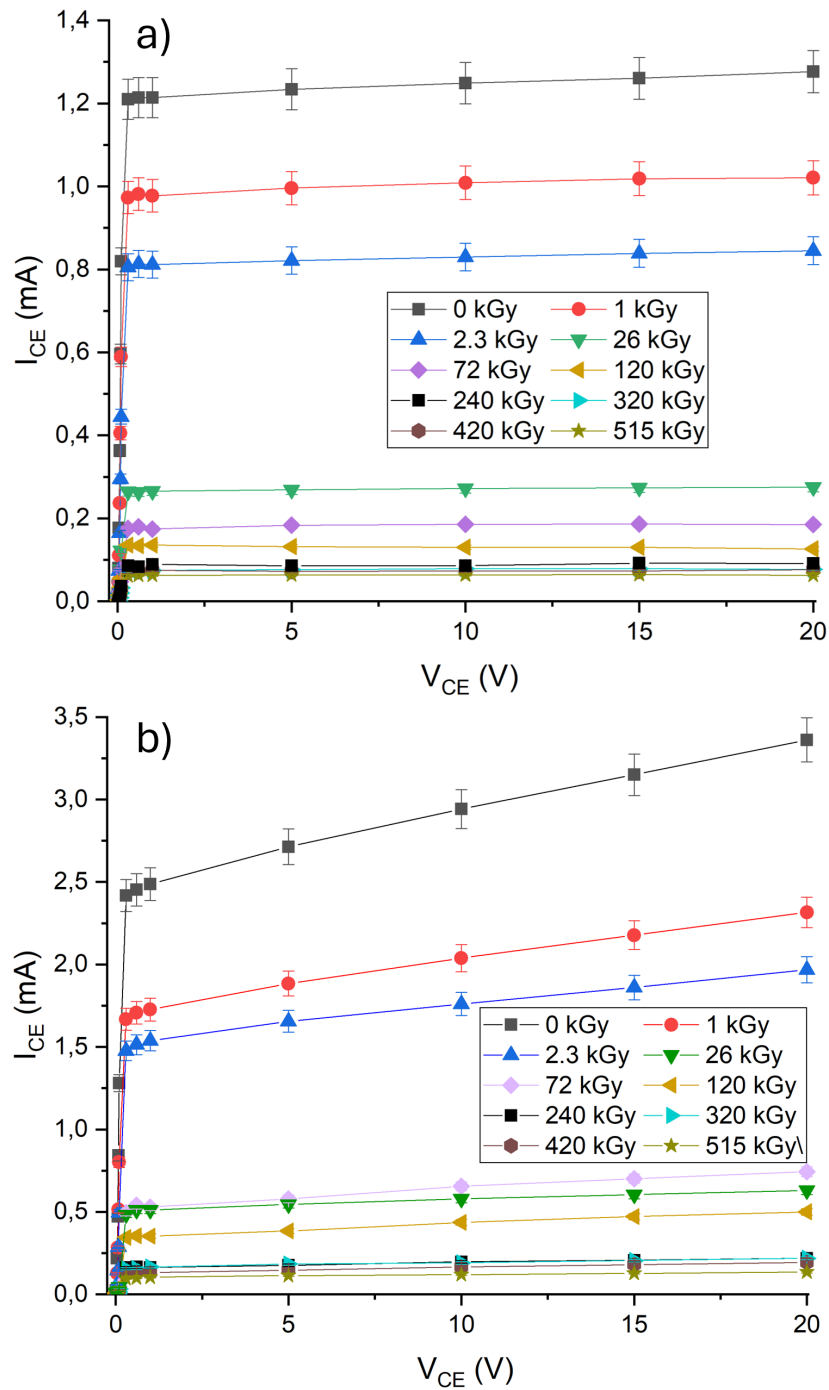 a)
1,4
1,2
1,0
0,8
0,6
0,4
0,2
0,0
I_CE (mA)
0 kGy 1 kGy
2.3 kGy 26 kGy
72 kGy 120 kGy
240 kGy 320 kGy
420 kGy 515 kGy
0 5 10 15 20
V_CE (V)
b)
3,5
3,0
2,5
2,0
1,5
1,0
0,5
0,0
I_CE (mA)
0 kGy 1 kGy
2.3 kGy 26 kGy
72 kGy 120 kGy
240 kGy 320 kGy
420 kGy 515 kGy\
0 5 10 15 20
V_CE (V)